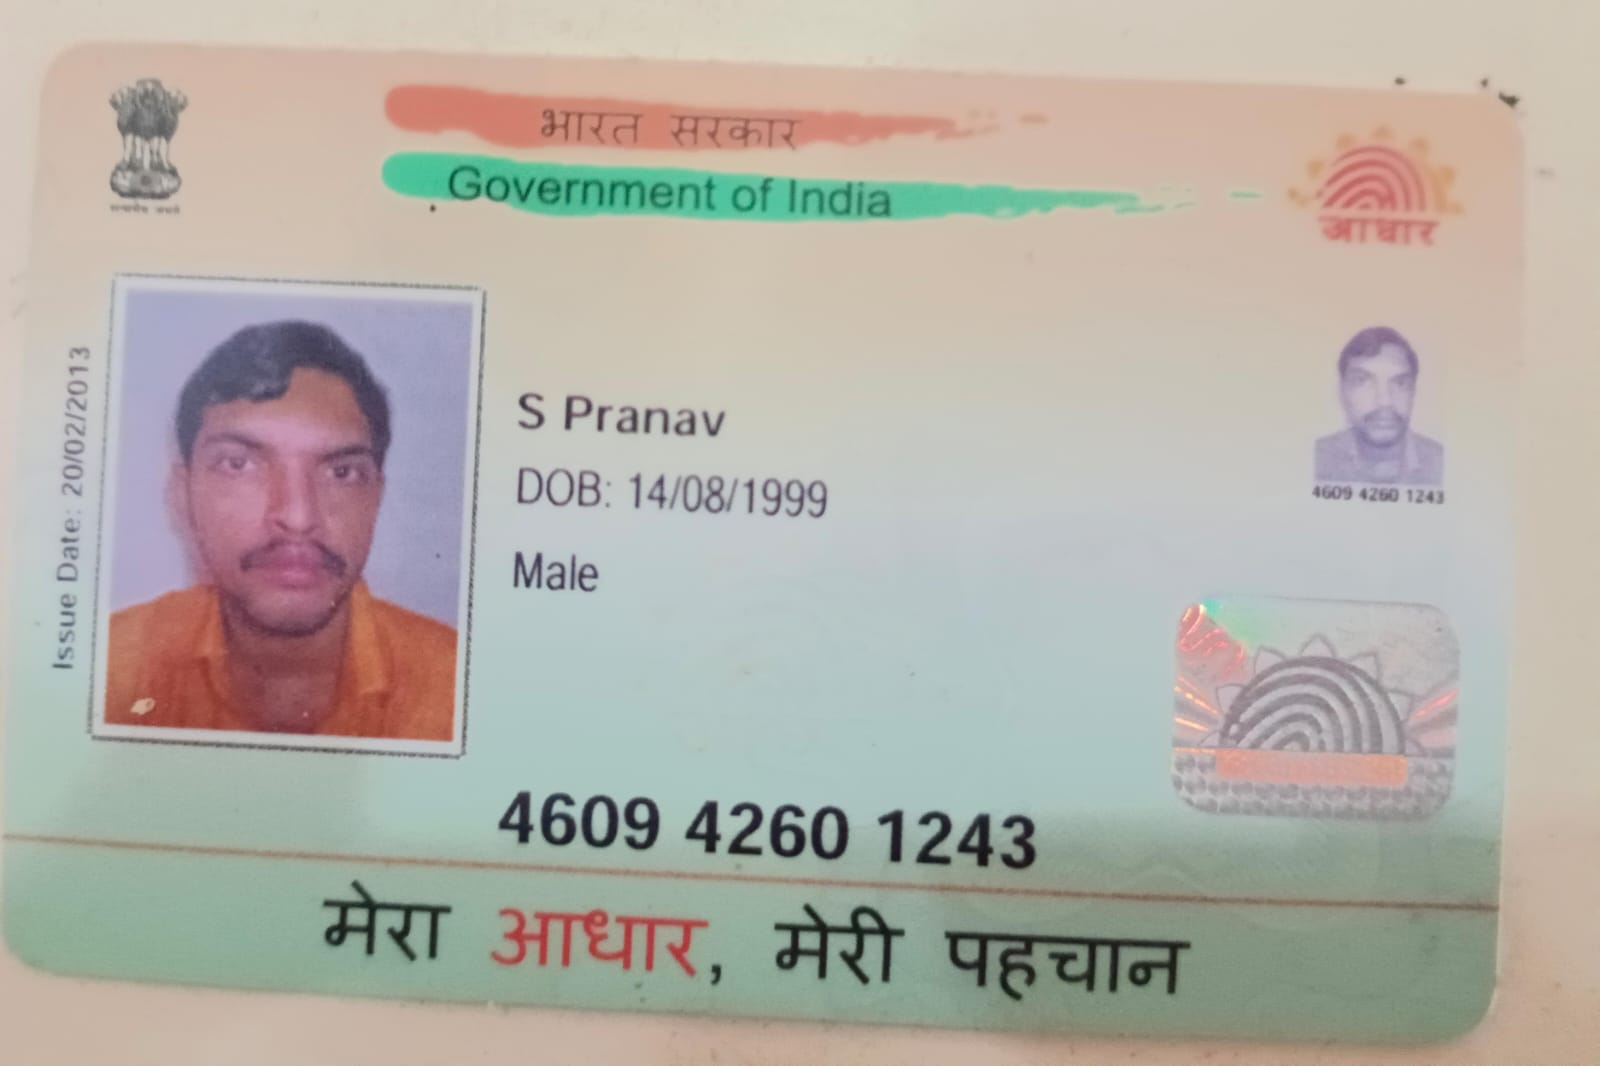 भारत सरकार
Government of India
आधार
Issue Date: 20/02/2013
S Pranav
DOB: 14/08/1999
Male
4609 4260 1243
4609 4260 1243
मेरा आधार, मेरी पहचान